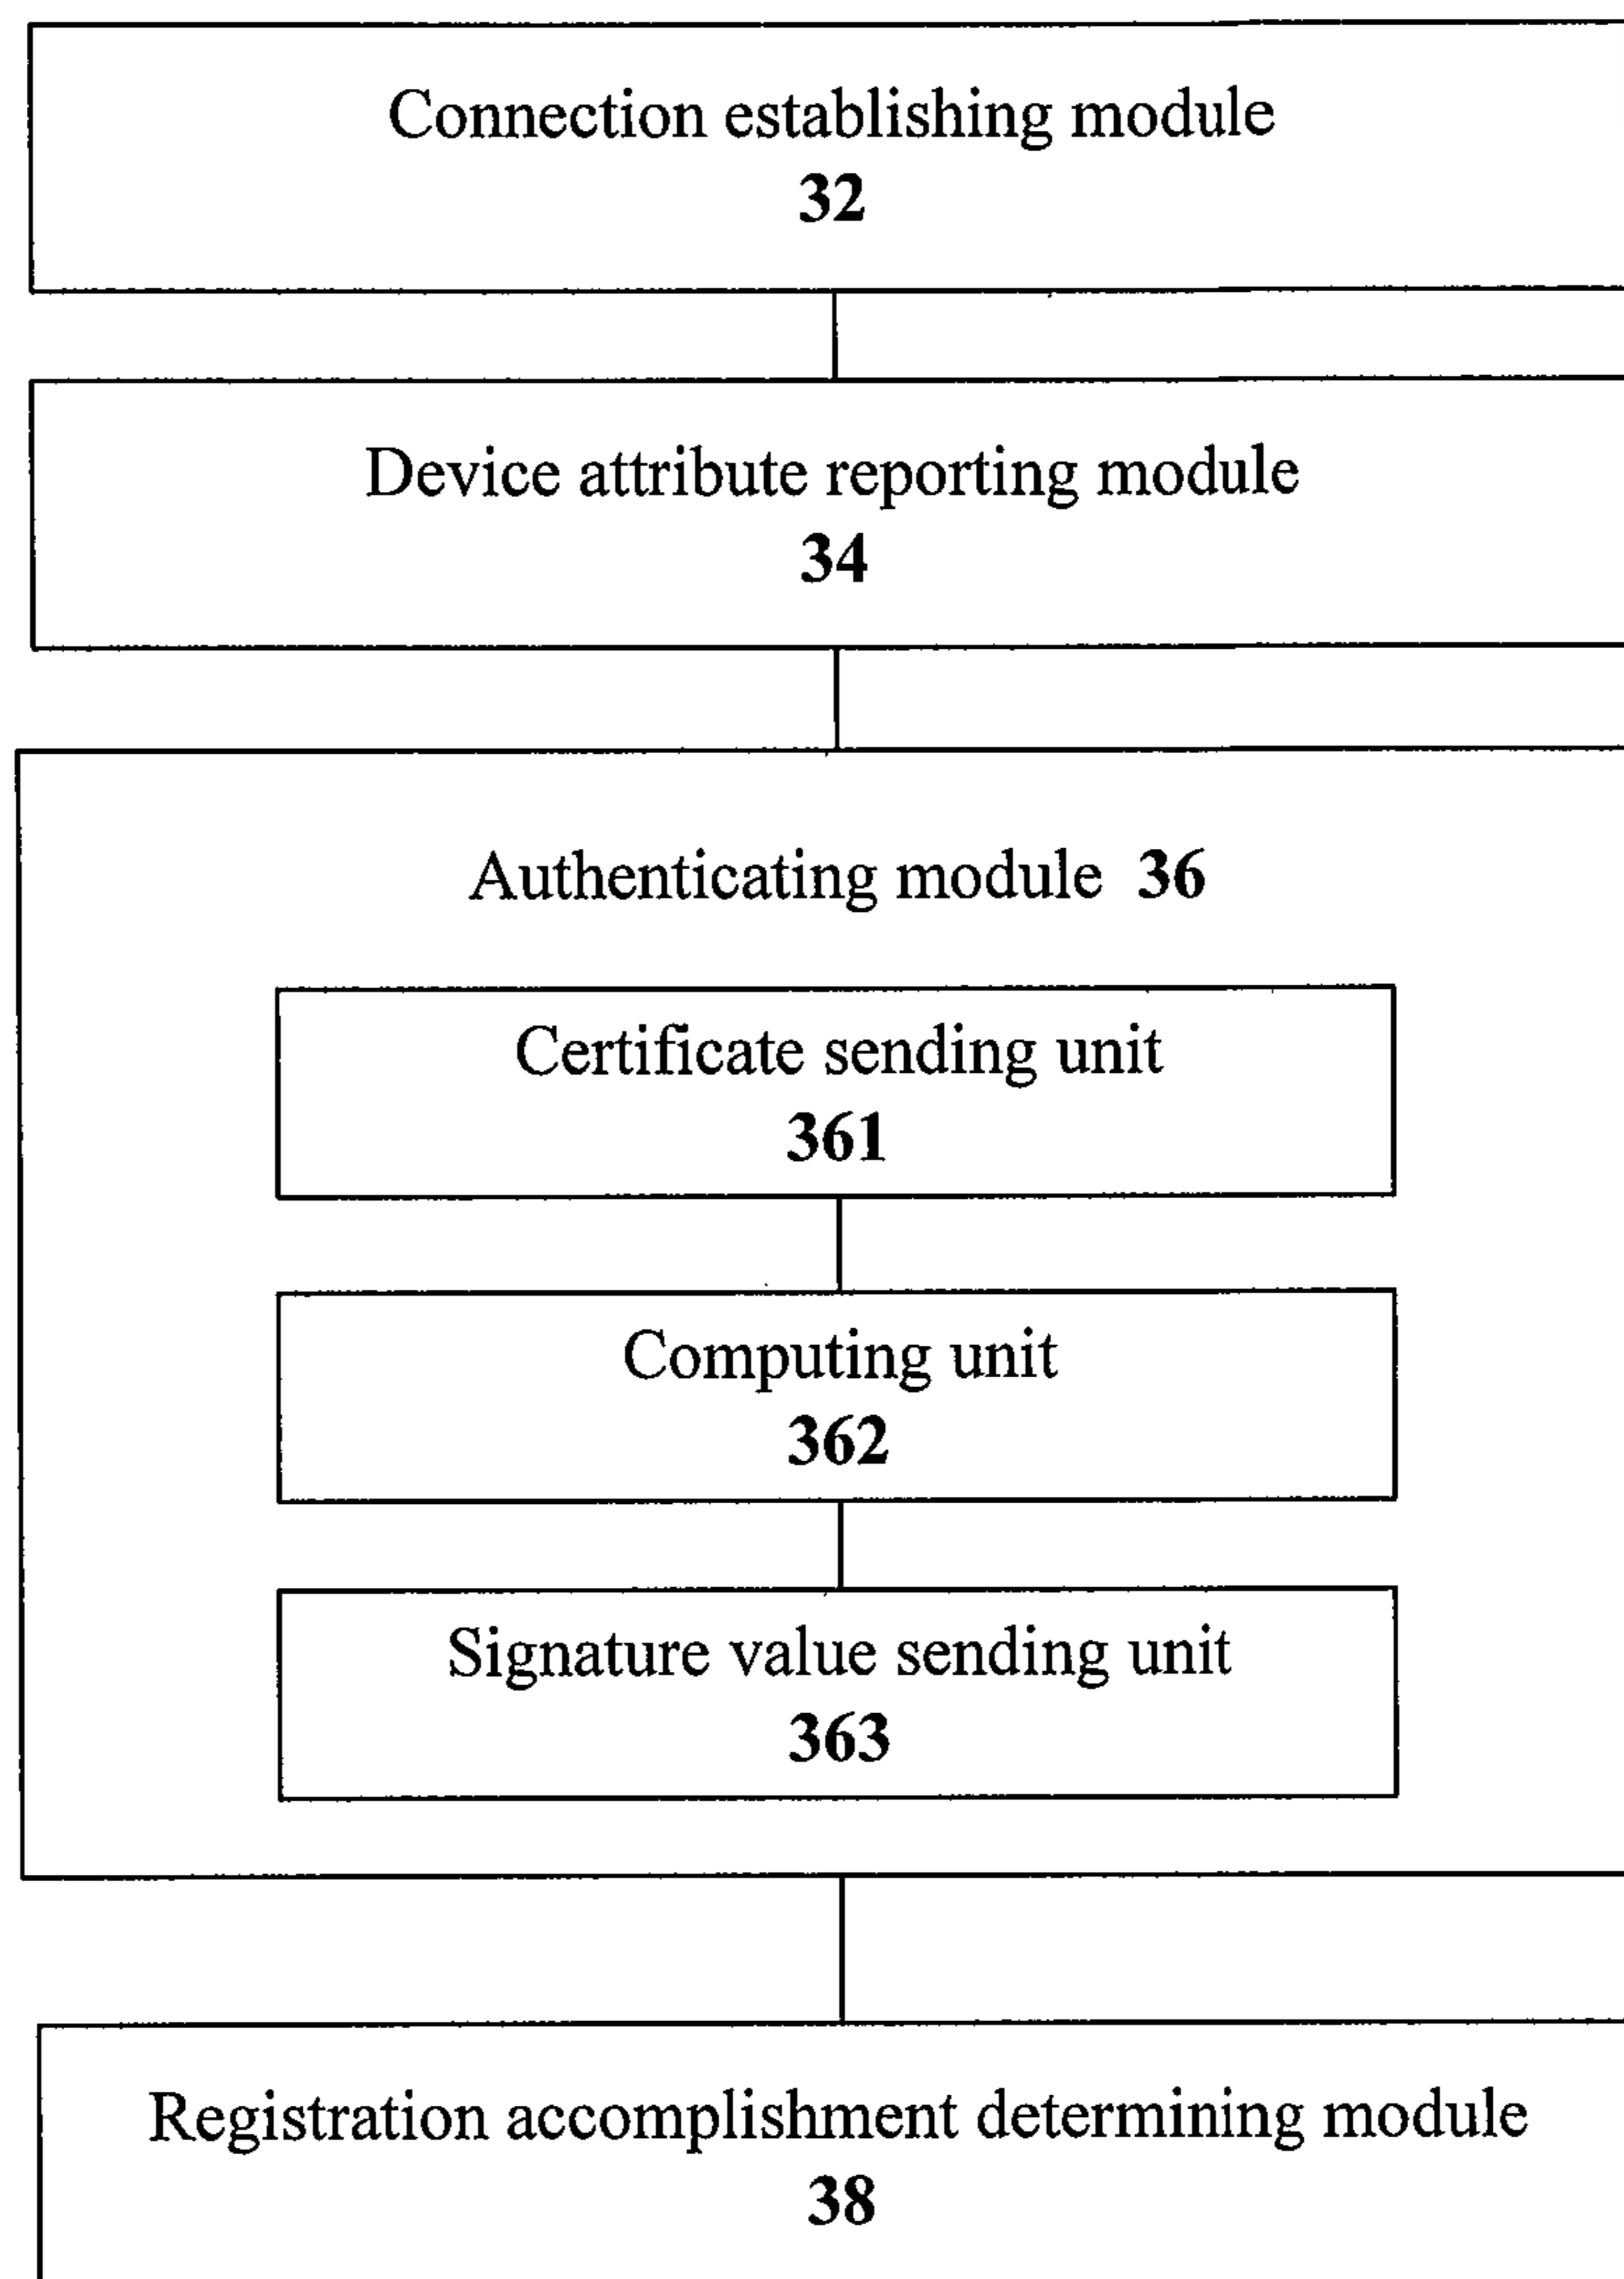 Connection establishing module
32
Device attribute reporting module
34
Authenticating module 36
Certificate sending unit
361
Computing unit
362
Signature value sending unit
363
Registration accomplishment determining module
38